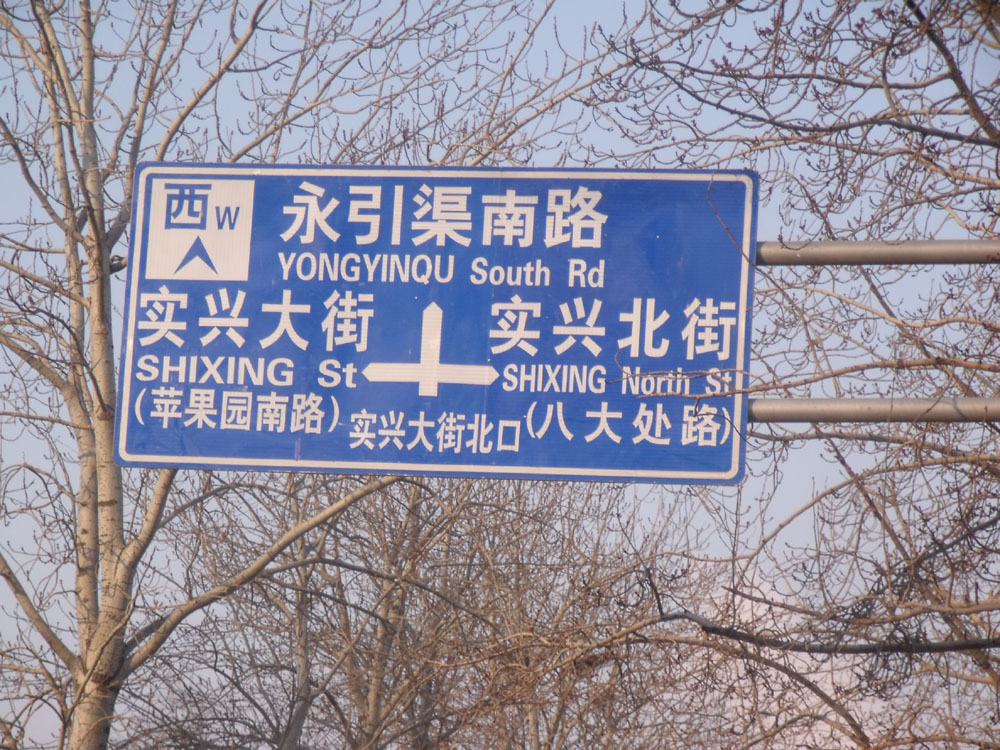 西W
永引渠南路
YONGYINQU South Rd
实兴大街
SHIXING St
(苹果园南路)
实兴大街北口
实兴北街
SHIXING North St
(八大处路)